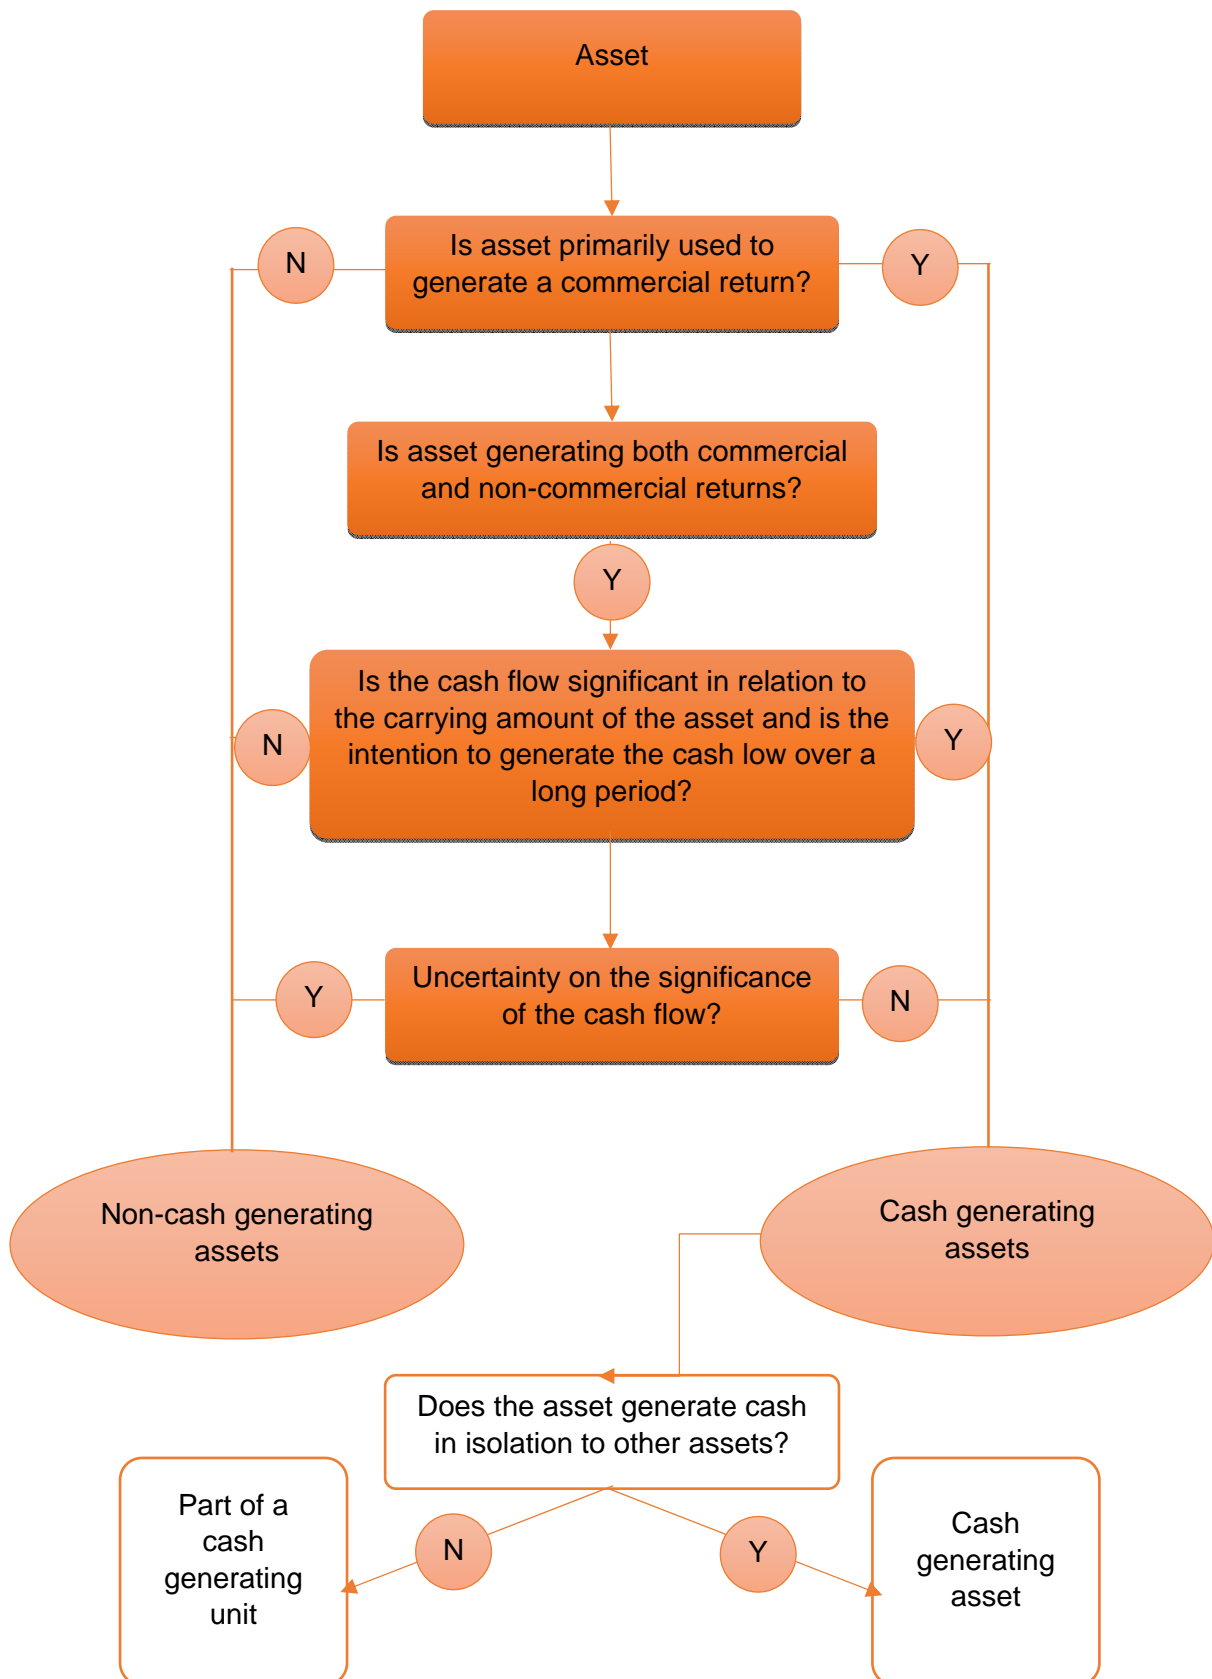 Asset
N
Is asset primarily used to
generate a commercial return?
Y
Is asset generating both commercial
and non-commercial returns?
Y
Is the cash flow significant in relation to
the carrying amount of the asset and is the
intention to generate the cash low over a
long period?
N
Y
Uncertainty on the significance
of the cash flow?
Y
N
Non-cash generating
assets
Cash generating
assets
Does the asset generate cash
in isolation to other assets?
N
Y
Part of a
cash
generating
unit
Cash
generating
asset